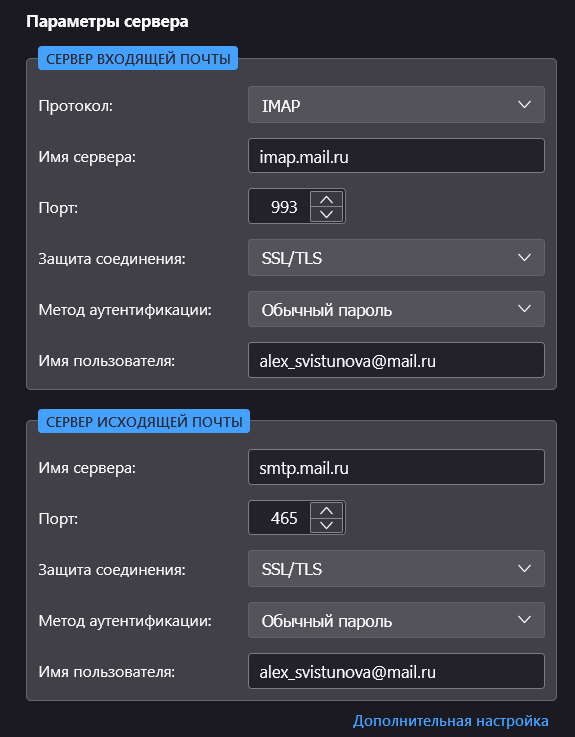 Параметры сервера
СЕРВЕР ВХОДЯЩЕЙ ПОЧТЫ
Протокол: IMAP
Имя сервера: imap.mail.ru
Порт: 993
Защита соединения: SSL/TLS
Метод аутентификации: Обычный пароль
Имя пользователя: alex_svistunova@mail.ru
СЕРВЕР ИСХОДЯЩЕЙ ПОЧТЫ
Имя сервера: smtp.mail.ru
Порт: 465
Защита соединения: SSL/TLS
Метод аутентификации: Обычный пароль
Имя пользователя: alex_svistunova@mail.ru
Дополнительная настройка